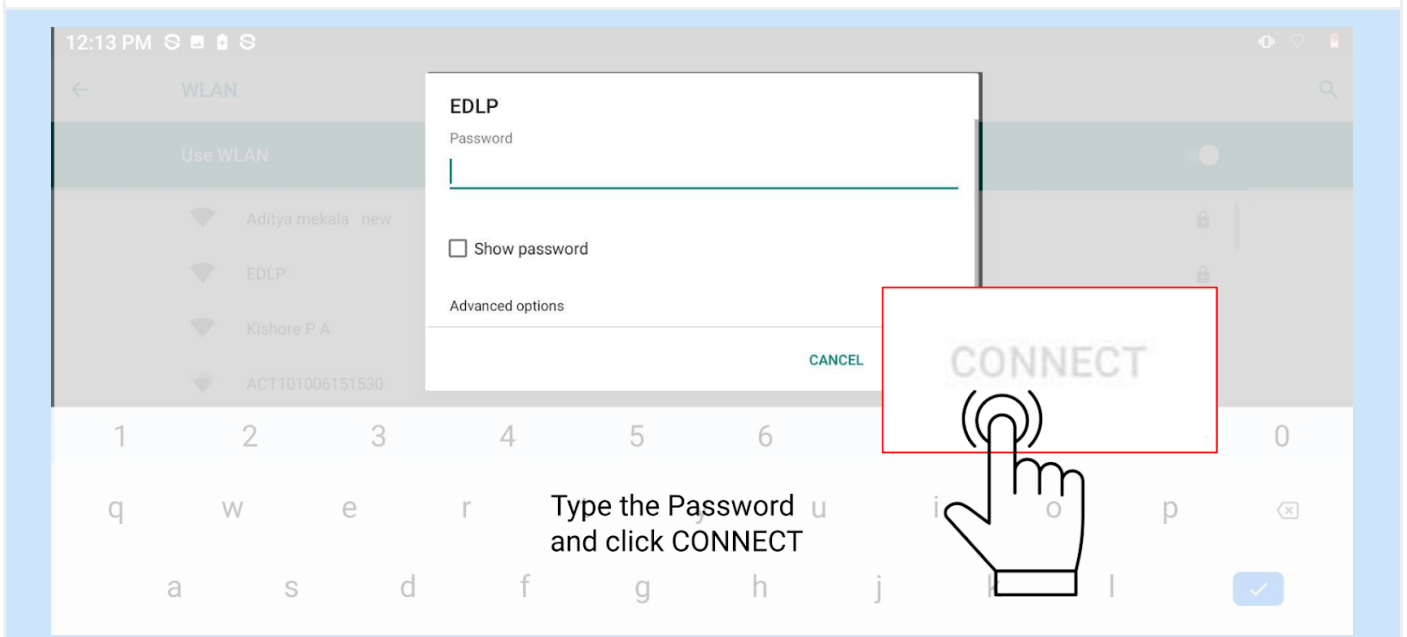 12:13 PM
WLAN
EDLP
Password
Use WLAN
Aditya mekala new
Show password
EDLP
Advanced options
Kishore P A
CANCEL
CONNECT
ACT101006151530
1 2 3 4 5 6 0
q w e r u i o p
Type the Password
and click CONNECT
a s d f g h j k l